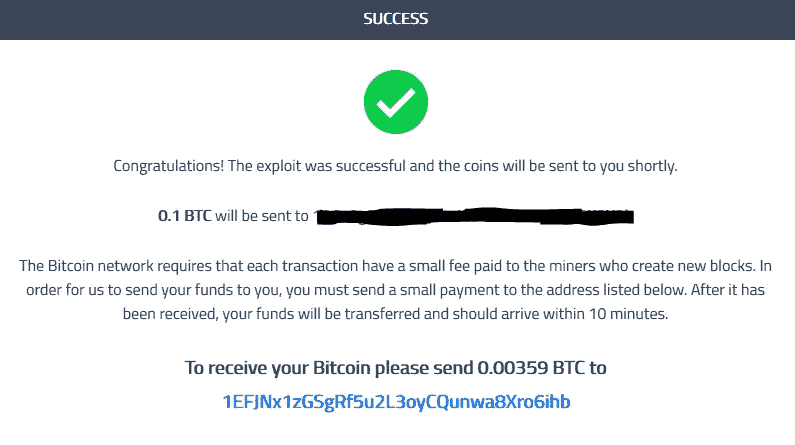 SUCCESS
Congratulations! The exploit was successful and the coins will be sent to you shortly.
0.1 BTC will be sent to
The Bitcoin network requires that each transaction have a small fee paid to the miners who create new blocks. In
order for us to send your funds to you, you must send a small payment to the address listed below. After it has
been received, your funds will be transferred and should arrive within 10 minutes.
To receive your Bitcoin please send 0.00359 BTC to
1EFJNx1zGSgRf5u2L3oyCQunwa8Xro6ihb